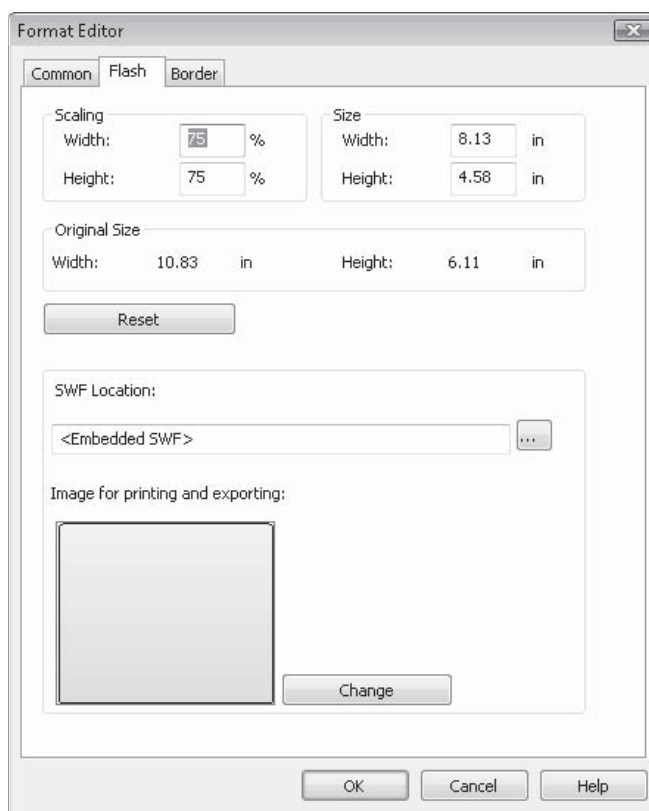 Format Editor
Common Flash Border
Scaling
Width: 75 %
Height: 75 %
Size
Width: 8.13 in
Height: 4.58 in
Original Size
Width: 10.83 in Height: 6.11 in
Reset
SWF Location:
<Embedded SWF> ...
Image for printing and exporting:
Change
OK Cancel Help